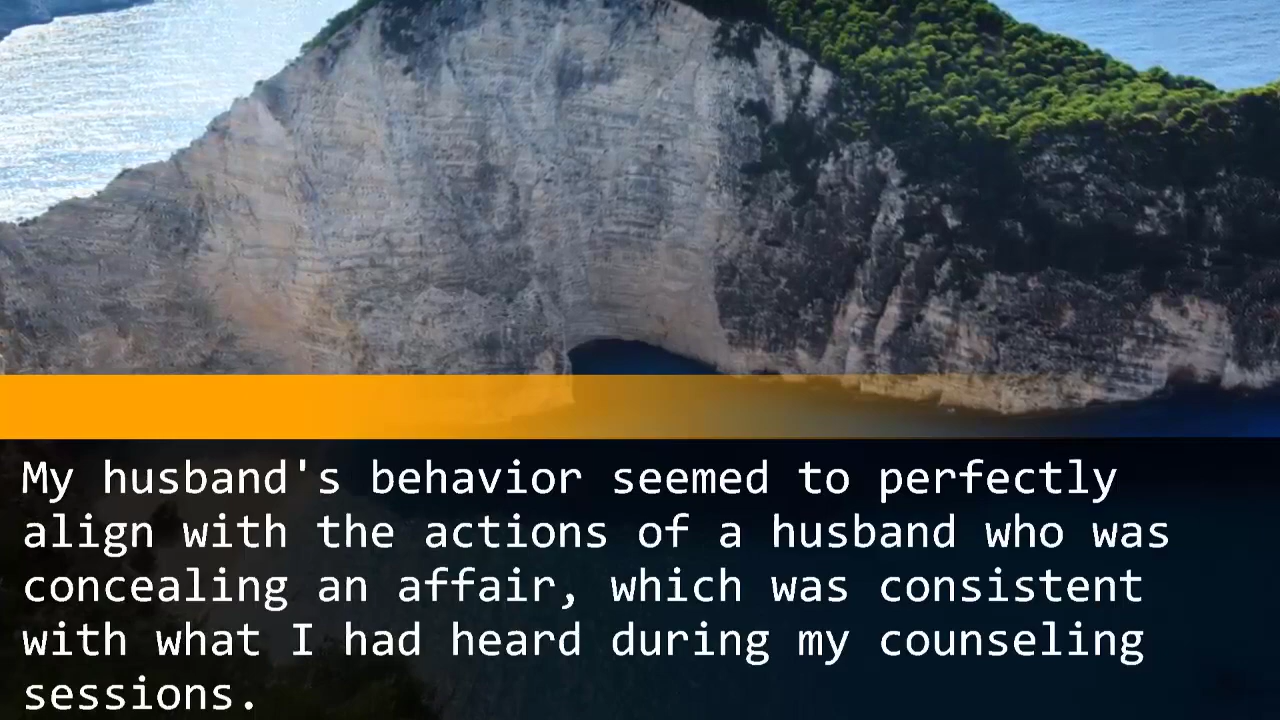 My husband's behavior seemed to perfectly
align with the actions of a husband who was
concealing an affair, which was consistent
with what I had heard during my counseling
sessions.